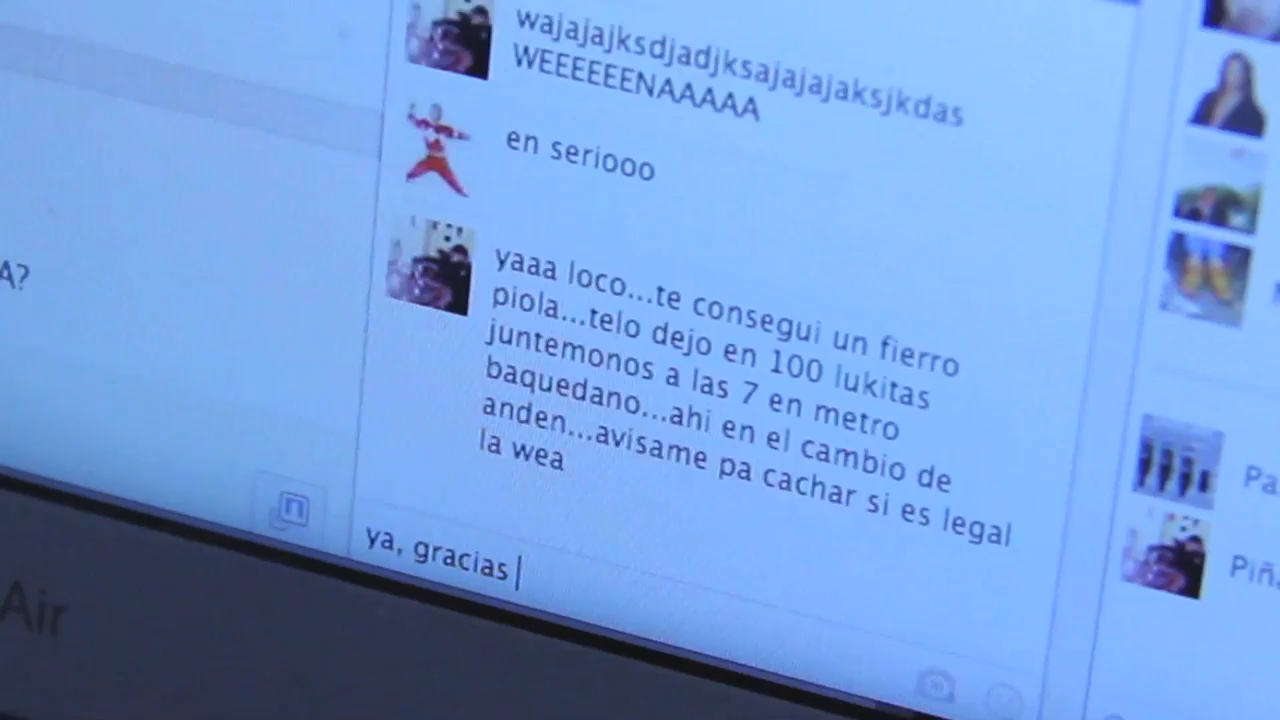 wajajajksdjadjksajajajaksjkdas
WEEEEEENAAAAA
en seriooo
A?
yaaa loco...te consegui un fierro
piola...telo dejo en 100 lukitas
juntemonos a las 7 en metro
baquedano...ahi en el cambio de
anden...avisame pa cachar si es legal
la wea
Pa
Piñ
ya, gracias
Air